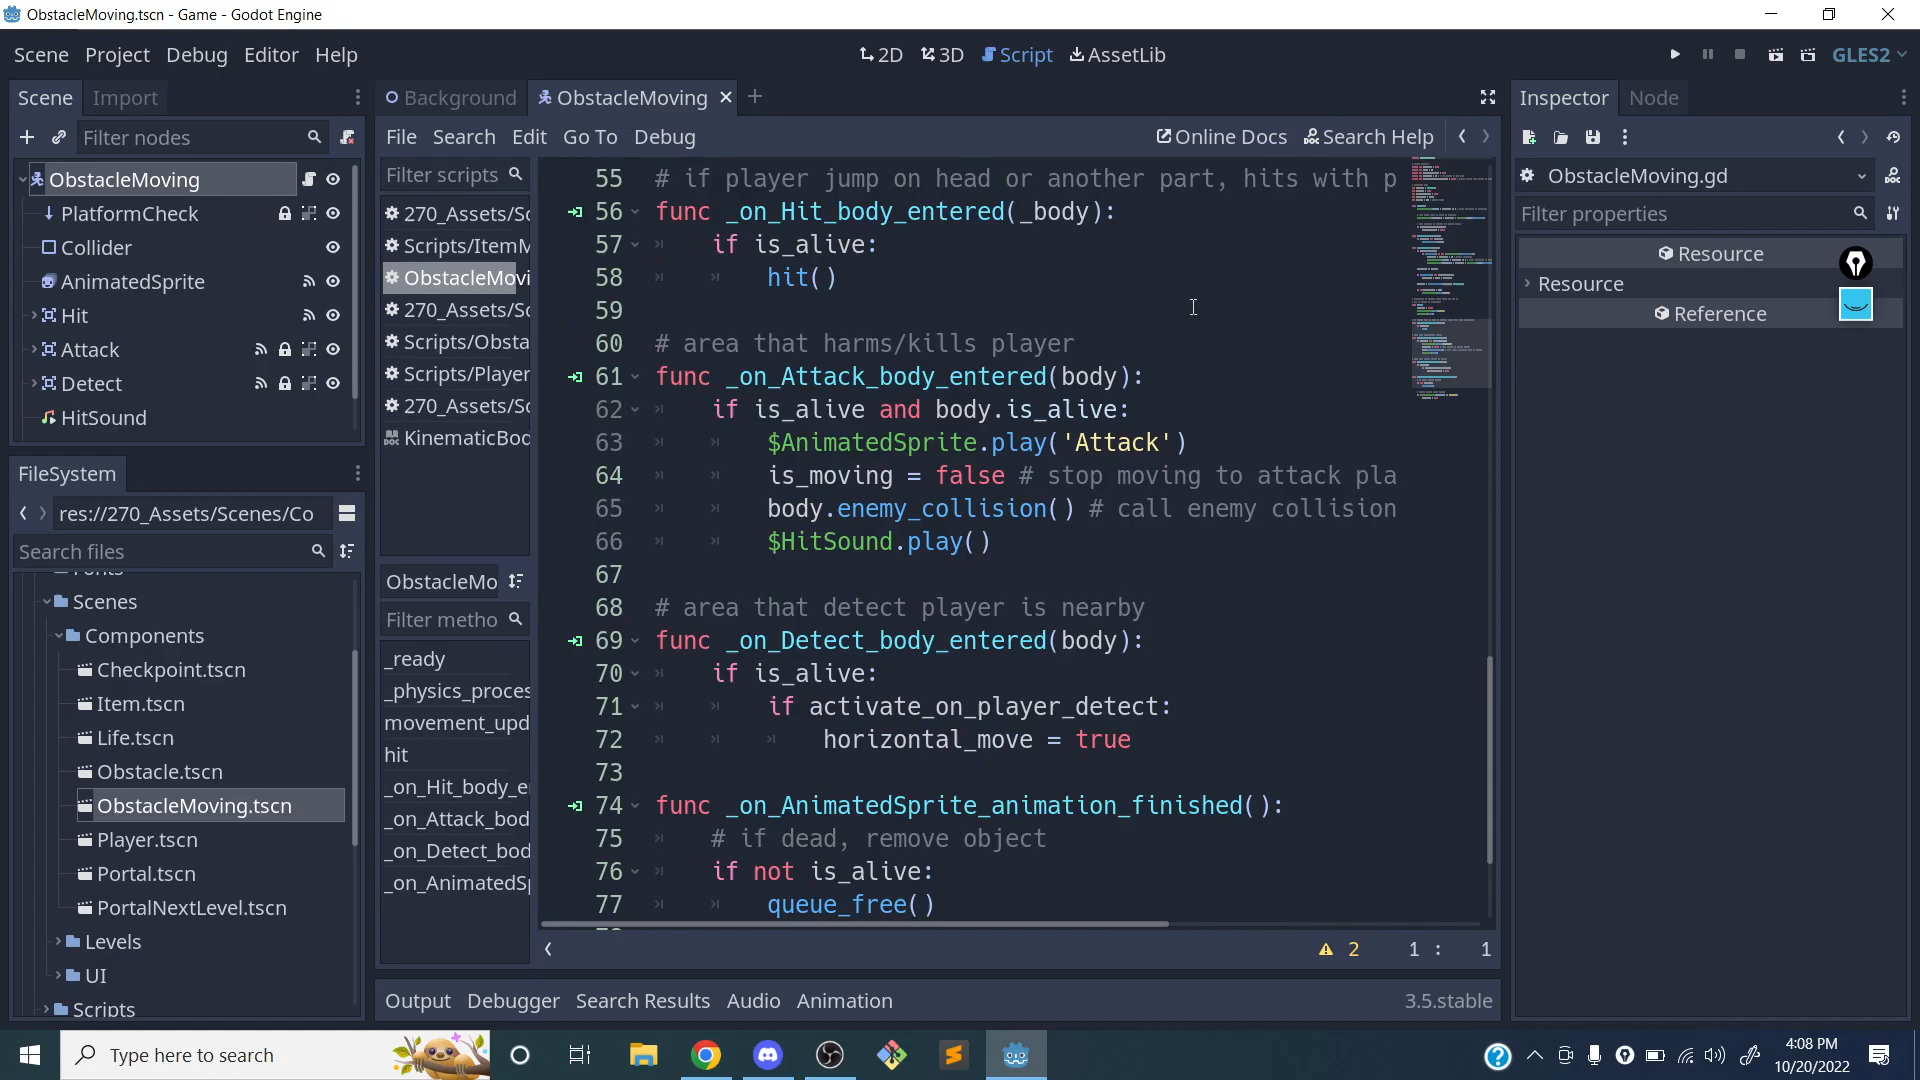 ObstacleMoving.tscn - Game - Godot Engine
Scene Project Debug Editor Help
2D 3D Script AssetLib
GLES2
Scene Import
Filter nodes
ObstacleMoving
PlatformCheck
Collider
AnimatedSprite
Hit
Attack
Detect
HitSound
FileSystem
res://270_Assets/Scenes/Co
Search files
Scenes
Components
Checkpoint.tscn
Item.tscn
Life.tscn
Obstacle.tscn
ObstacleMoving.tscn
Player.tscn
Portal.tscn
PortalNextLevel.tscn
Levels
UI
Scripts
Background ObstacleMoving
File Search Edit Go To Debug
Online Docs Search Help
Filter scripts
270_Assets/Sc
Scripts/ItemM
ObstacleMovi
270_Assets/Sc
Scripts/Obsta
Scripts/Player
270_Assets/Sc
KinematicBod
ObstacleMo
Filter metho
_ready
_physics_proces
movement_upd
hit
_on_Hit_body_e
_on_Attack_bod
_on_Detect_bod
_on_AnimatedSp
55 # if player jump on head or another part, hits with p
56 func _on_Hit_body_entered(_body):
57 if is_alive:
58 hit()
59
60 # area that harms/kills player
61 func _on_Attack_body_entered(body):
62 if is_alive and body.is_alive:
63 $AnimatedSprite.play('Attack')
64 is_moving = false # stop moving to attack pla
65 body.enemy_collision() # call enemy collision
66 $HitSound.play()
67
68 # area that detect player is nearby
69 func _on_Detect_body_entered(body):
70 if is_alive:
71 if activate_on_player_detect:
72 horizontal_move = true
73
74 func _on_AnimatedSprite_animation_finished():
75 # if dead, remove object
76 if not is_alive:
77 queue_free()
2 1 : 1
Output Debugger Search Results Audio Animation 3.5.stable
Inspector Node
ObstacleMoving.gd
Filter properties
Resource
Resource
Reference
Type here to search
4:08 PM
10/20/2022